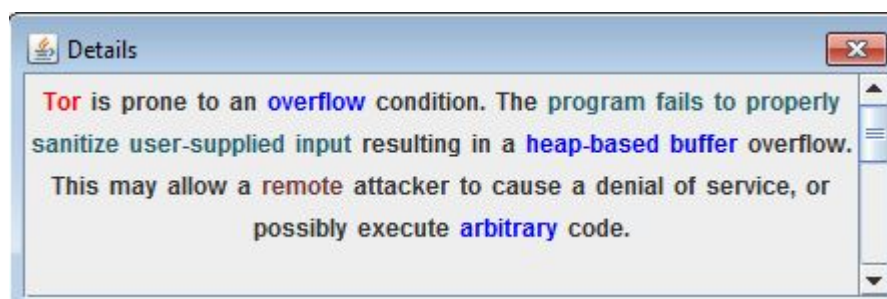 Details
Tor is prone to an overflow condition. The program fails to properly
sanitize user-supplied input resulting in a heap-based buffer overflow.
This may allow a remote attacker to cause a denial of service, or
possibly execute arbitrary code.